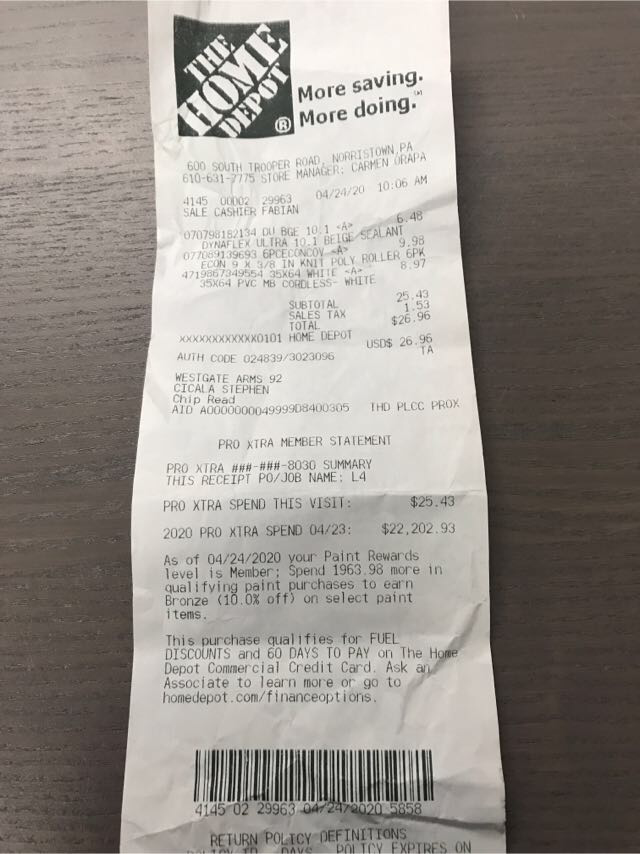 THE HOME DEPOT ®
More saving.
More doing.℠
600 SOUTH TROOPER ROAD, NORRISTOWN,PA
610-631-7775 STORE MANAGER: CARMEN ORAPA
4145 00002 29963 04/24/20 10:06 AM
SALE CASHIER FABIAN
070798182134 DU BGE 10.1 <A> 6.48
DYNAFLEX ULTRA 10.1 BEIGE SEALANT
077089139693 6PCECONCOV <A> 9.98
ECON 9 X 3/8 IN KNIT POLY ROLLER 6PK
4719867349554 35X64 WHITE <A> 8.97
35X64 PVC MB CORDLESS- WHITE
SUBTOTAL 25.43
SALES TAX 1.53
TOTAL $26.96
XXXXXXXXXXXX0101 HOME DEPOT
USD$ 26.96
AUTH CODE 024839/3023096 TA
WESTGATE ARMS 92
CICALA STEPHEN
Chip Read
AID A0000000049999D8400305 THD PLCC PROX
PRO XTRA MEMBER STATEMENT
PRO XTRA ###-###-8030 SUMMARY
THIS RECEIPT PO/JOB NAME: L4
PRO XTRA SPEND THIS VISIT: $25.43
2020 PRO XTRA SPEND 04/23: $22,202.93
As of 04/24/2020 your Paint Rewards
level is Member; Spend 1963.98 more in
qualifying paint purchases to earn
Bronze (10.0% off) on select paint
items.
This purchase qualifies for FUEL
DISCOUNTS and 60 DAYS TO PAY on The Home
Depot Commercial Credit Card. Ask an
Associate to learn more or go to
homedepot.com/financeoptions.
4145 02 29963 04/24/2020 5858
RETURN POLICY DEFINITIONS
POLICY ID DAYS POLICY EXPIRES ON